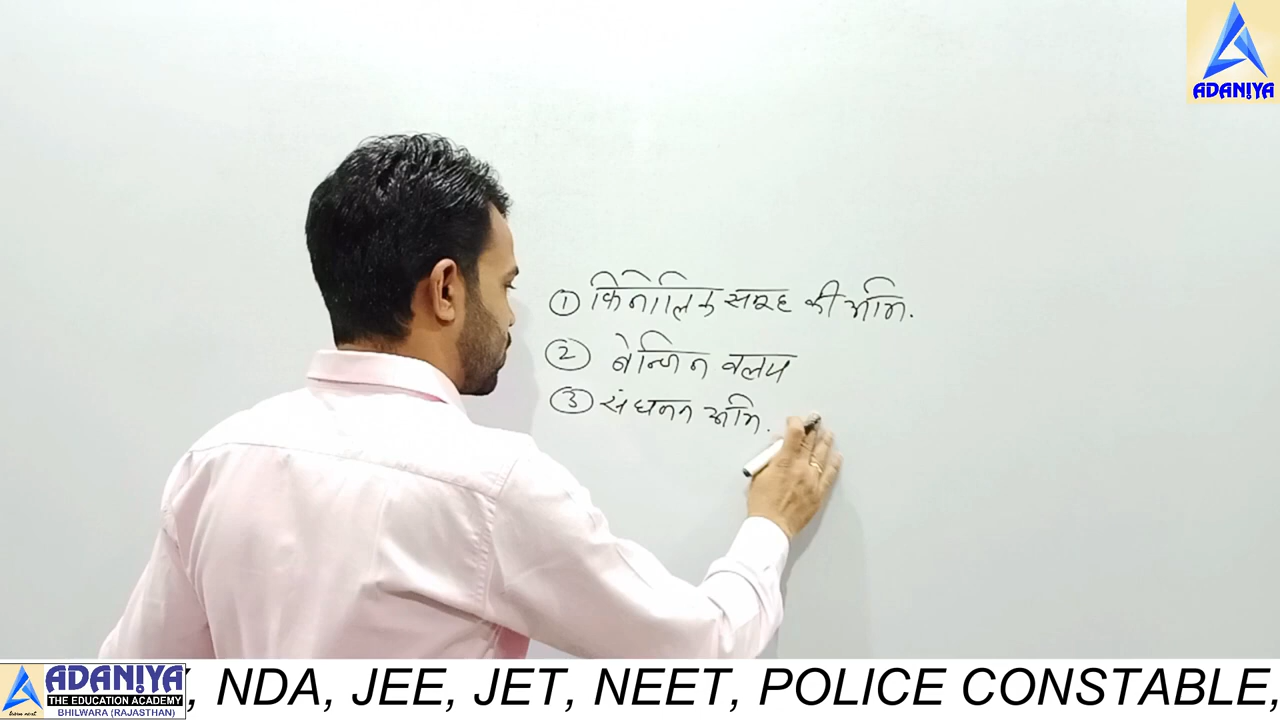 ADANIYA
① फिनोलिक समूह की अभि.
② बेन्जिन वलय
③ संघनन अभि.
ADANIYA
THE EDUCATION ACADEMY
BHILWARA (RAJASTHAN)
, NDA, JEE, JET, NEET, POLICE CONSTABLE,